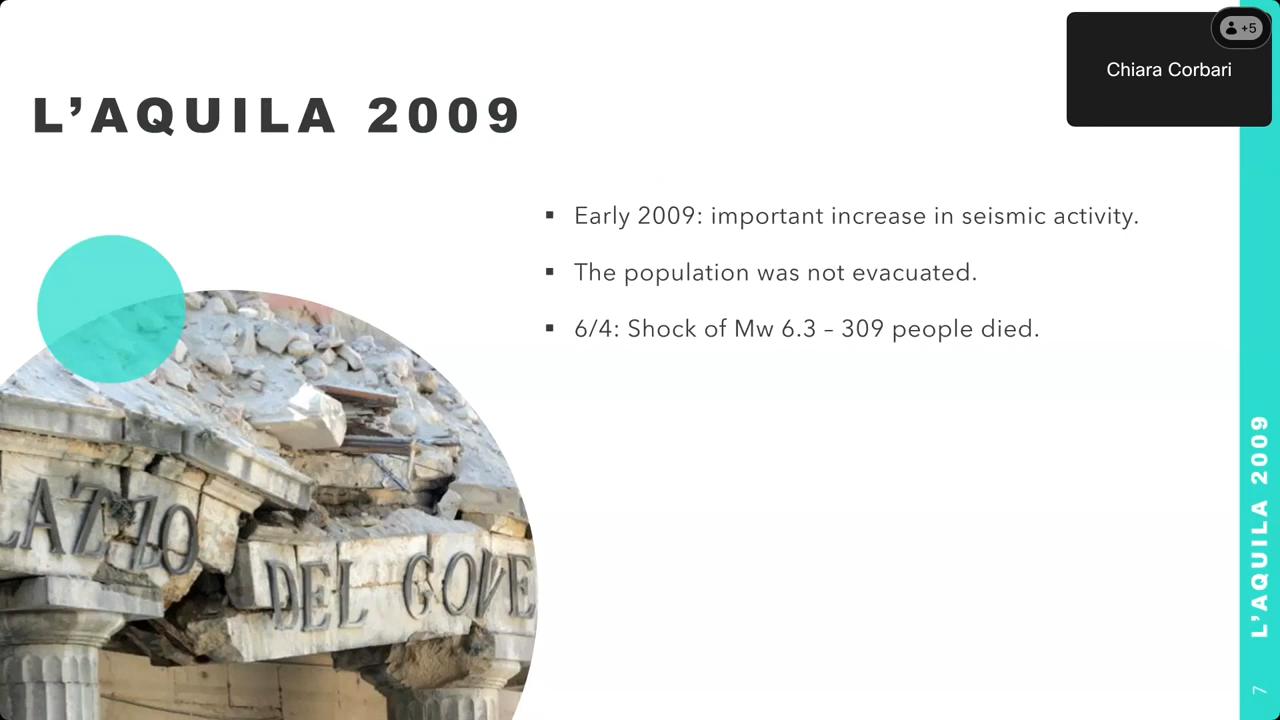 L’AQUILA 2009
+5
Chiara Corbari
▪ Early 2009: important increase in seismic activity.
▪ The population was not evacuated.
▪ 6/4: Shock of Mw 6.3 – 309 people died.
LAZZO
DEL GOVE
L’AQUILA 2009
7